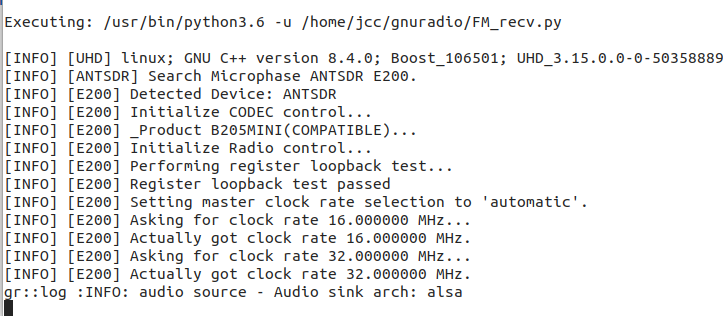 Executing: /usr/bin/python3.6 -u /home/jcc/gnuradio/FM_recv.py
[INFO] [UHD] linux; GNU C++ version 8.4.0; Boost_106501; UHD_3.15.0.0-0-50358889
[INFO] [ANTSDR] Search Microphase ANTSDR E200.
[INFO] [E200] Detected Device: ANTSDR
[INFO] [E200] Initialize CODEC control...
[INFO] [E200] _Product B205MINI(COMPATIBLE)...
[INFO] [E200] Initialize Radio control...
[INFO] [E200] Performing register loopback test...
[INFO] [E200] Register loopback test passed
[INFO] [E200] Setting master clock rate selection to 'automatic'.
[INFO] [E200] Asking for clock rate 16.000000 MHz...
[INFO] [E200] Actually got clock rate 16.000000 MHz.
[INFO] [E200] Asking for clock rate 32.000000 MHz...
[INFO] [E200] Actually got clock rate 32.000000 MHz.
gr::log :INFO: audio source - Audio sink arch: alsa